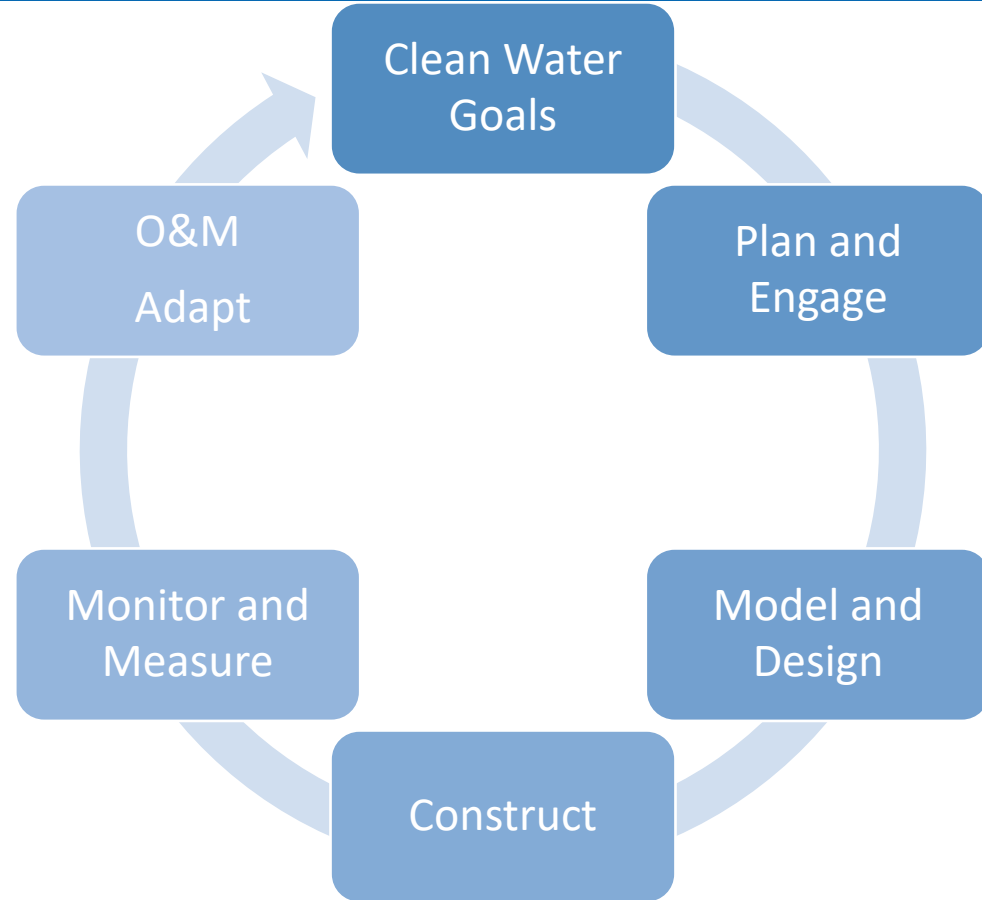 Clean Water
Goals
Plan and
Engage
Model and
Design
Construct
Monitor and
Measure
O&M
Adapt